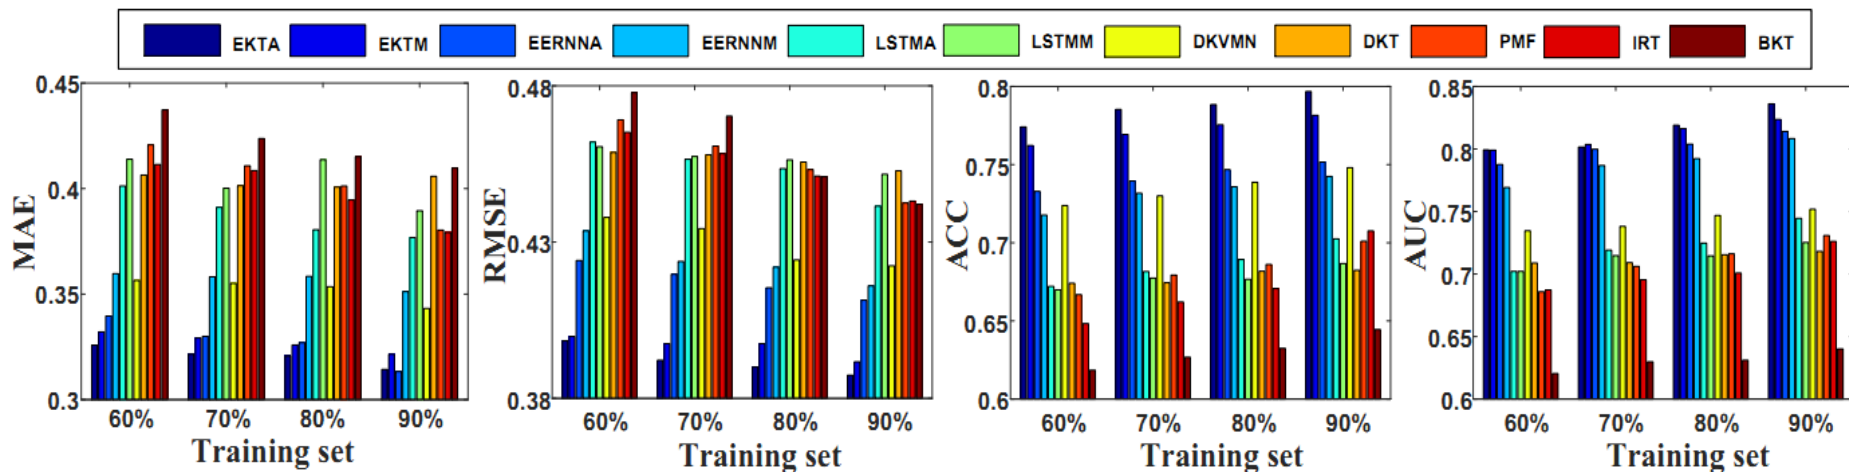 EKTA EKTM EERNNA EERNNM LSTMA LSTMM DKVMN DKT PMF IRT BKT
MAE
0.45
0.4
0.35
0.3
60% 70% 80% 90%
Training set
RMSE
0.48
0.43
0.38
60% 70% 80% 90%
Training set
ACC
0.8
0.75
0.7
0.65
0.6
60% 70% 80% 90%
Training set
AUC
0.85
0.8
0.75
0.7
0.65
0.6
60% 70% 80% 90%
Training set